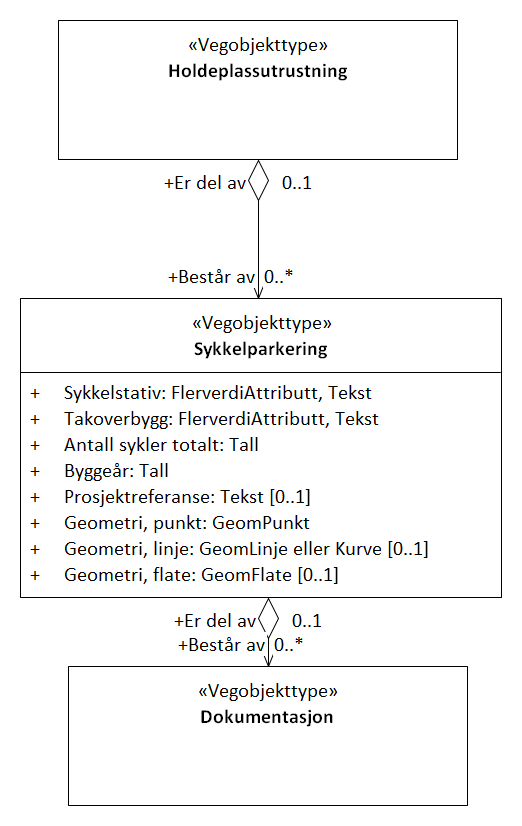 «Vegobjekttype»
Holdeplassutrustning
+Er del av 0..1
+Består av 0..*
«Vegobjekttype»
Sykkelparkering
+ Sykkelstativ: FlerverdiAttributt, Tekst
+ Takoverbygg: FlerverdiAttributt, Tekst
+ Antall sykler totalt: Tall
+ Byggeår: Tall
+ Prosjektreferanse: Tekst [0..1]
+ Geometri, punkt: GeomPunkt
+ Geometri, linje: GeomLinje eller Kurve [0..1]
+ Geometri, flate: GeomFlate [0..1]
+Er del av 0..1
+Består av 0..*
«Vegobjekttype»
Dokumentasjon